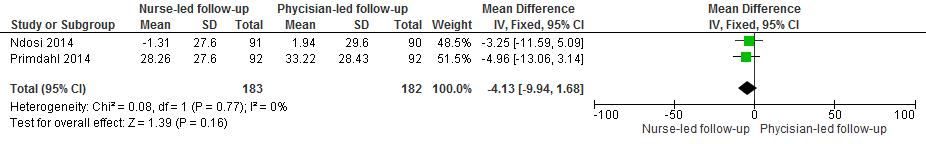 Nurse-led follow-up Phycisian-led follow-up Mean Difference Mean Difference
Study or Subgroup Mean SD Total Mean SD Total Weight IV, Fixed, 95% CI IV, Fixed, 95% CI
Ndosi 2014 -1.31 27.6 91 1.94 29.6 90 48.5% -3.25 [-11.59, 5.09]
Primdahl 2014 28.26 27.6 92 33.22 28.43 92 51.5% -4.96 [-13.06, 3.14]
Total (95% CI) 183 182 100.0% -4.13 [-9.94, 1.68]
Heterogeneity: Chi² = 0.08, df = 1 (P = 0.77); I² = 0%
Test for overall effect: Z = 1.39 (P = 0.16)
-100 -50 0 50 100
Nurse-led follow-up Phycisian-led follow-up